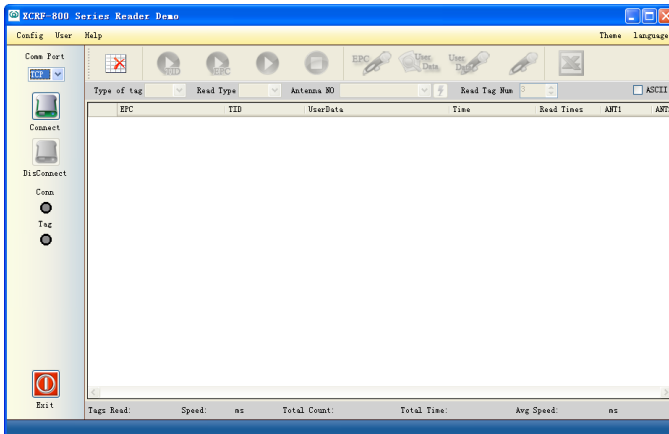 XCRF-800 Series Reader Demo
Config User Help Theme language
Comm Port
TCP
TID EPC EPC User Data User Data
Type of tag Read Type Antenna NO Read Tag Num 3 ASCII
EPC TID UserData Time Read Times ANT1 ANT
Connect
DisConnect
Conn
Tag
Exit
Tags Read: Speed: ms Total Count: Total Time: Avg Speed: ms